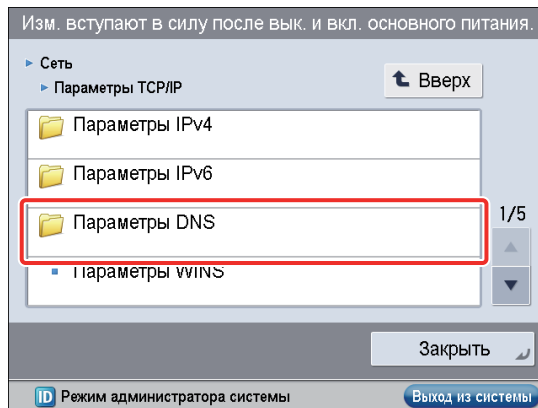 Изм. вступают в силу после вык. и вкл. основного питания.
Сеть
Параметры TCP/IP
Вверх
Параметры IPv4
Параметры IPv6
Параметры DNS
1/5
Параметры WINS
Закрыть
ID Режим администратора системы
Выход из системы